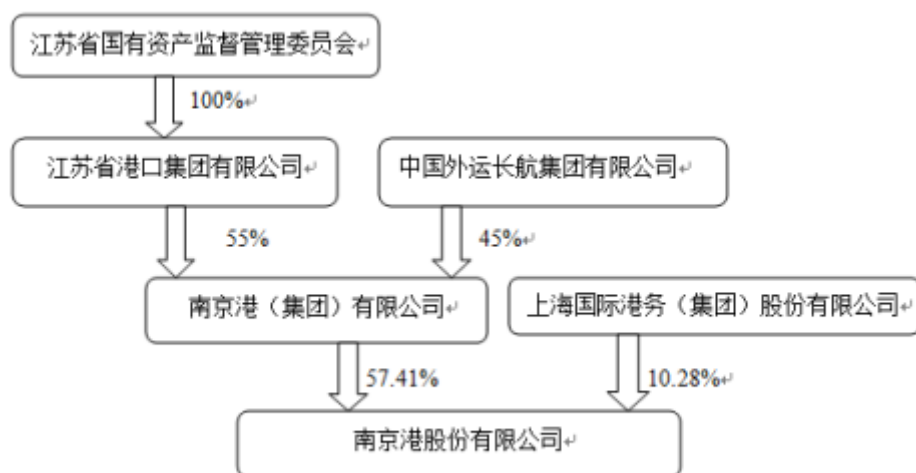 江苏省国有资产监督管理委员会
100%
江苏省港口集团有限公司
中国外运长航集团有限公司
55%
45%
南京港（集团）有限公司
上海国际港务（集团）股份有限公司
57.41%
10.28%
南京港股份有限公司